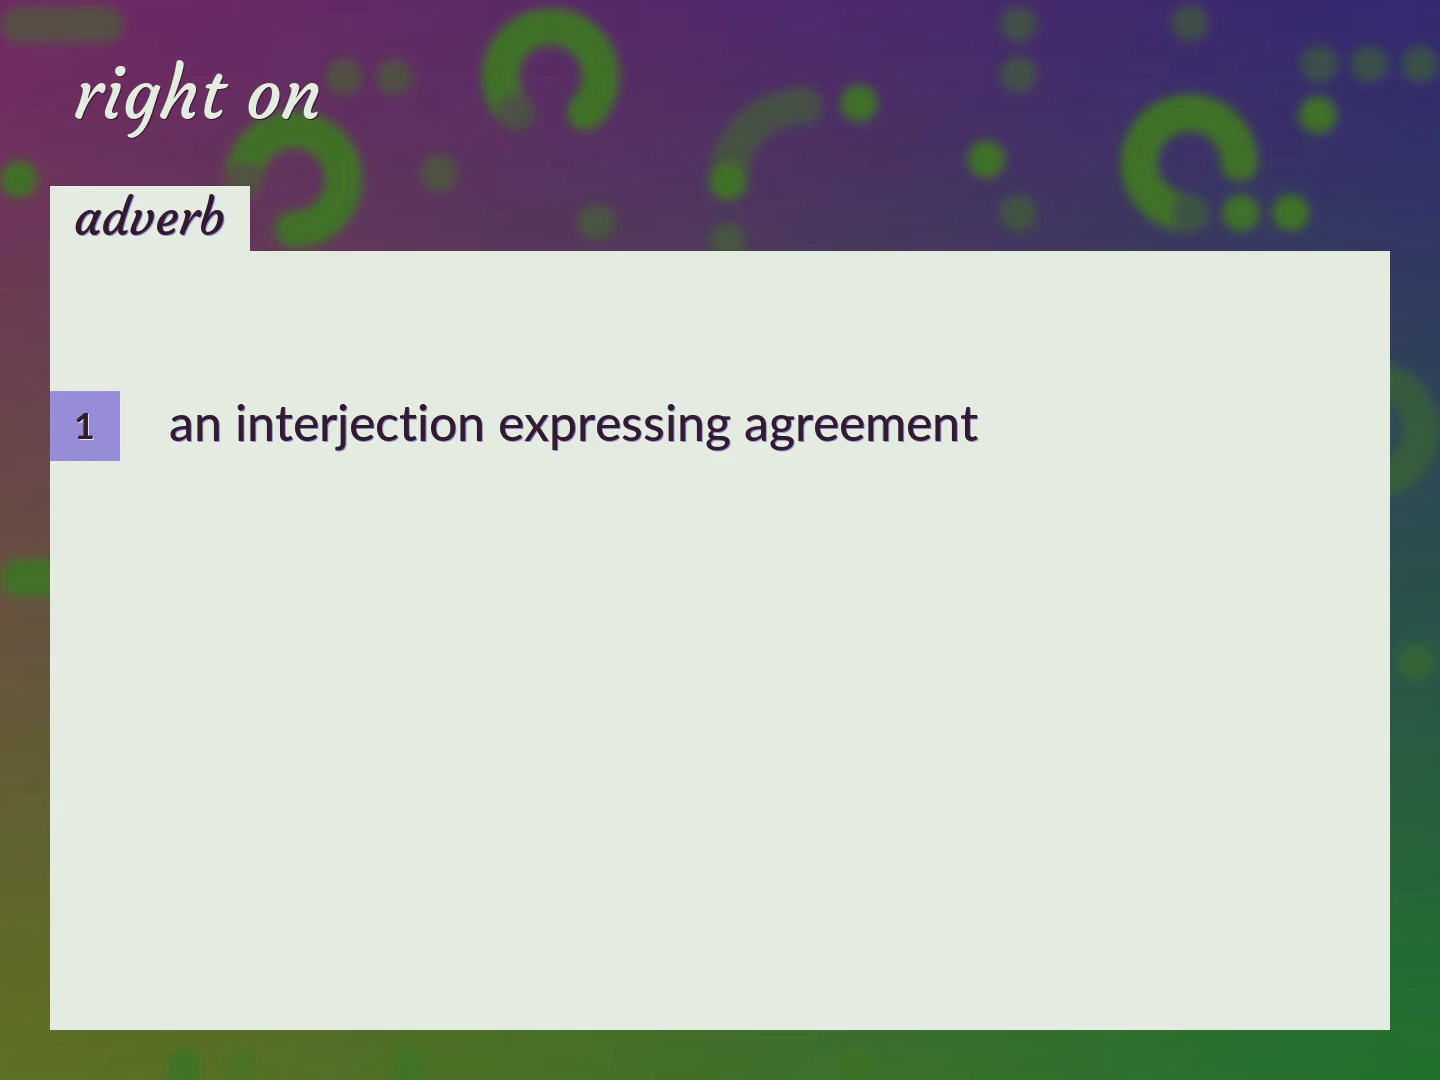 right on
adverb
1 an interjection expressing agreement